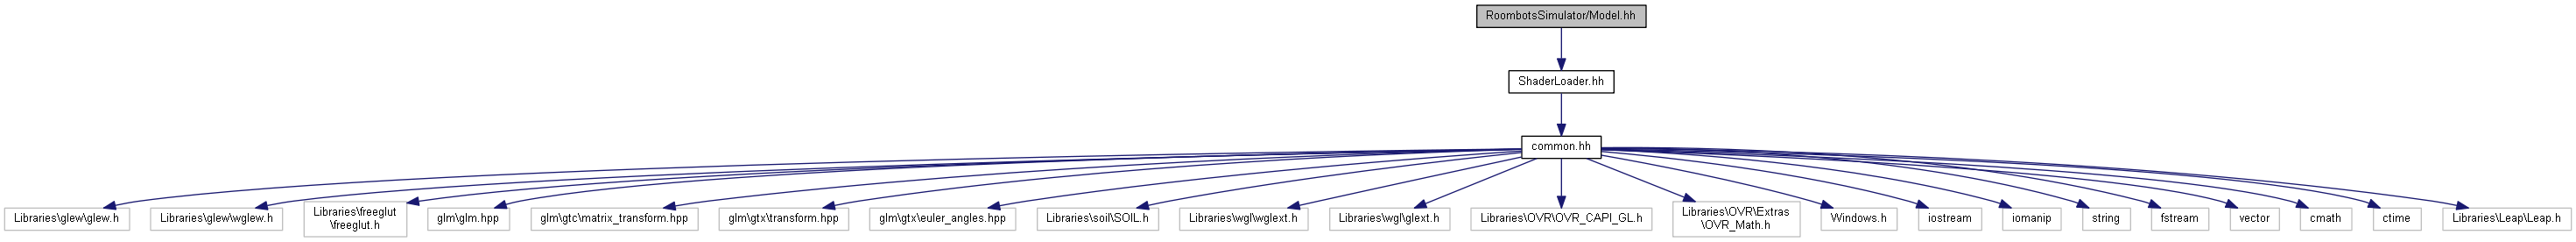 RoombotsSimulator/Model.hh
ShaderLoader.hh
common.hh
Libraries\glew\glew.h
Libraries\glew\wglew.h
Libraries\freeglut
\freeglut.h
glm\glm.hpp
glm\gtc\matrix_transform.hpp
glm\gtx\transform.hpp
glm\gtx\euler_angles.hpp
Libraries\soil\SOIL.h
Libraries\wgl\wglext.h
Libraries\wgl\glext.h
Libraries\OVR\OVR_CAPI_GL.h
Libraries\OVR\Extras
\OVR_Math.h
Windows.h
iostream
iomanip
string
fstream
vector
cmath
ctime
Libraries\Leap\Leap.h